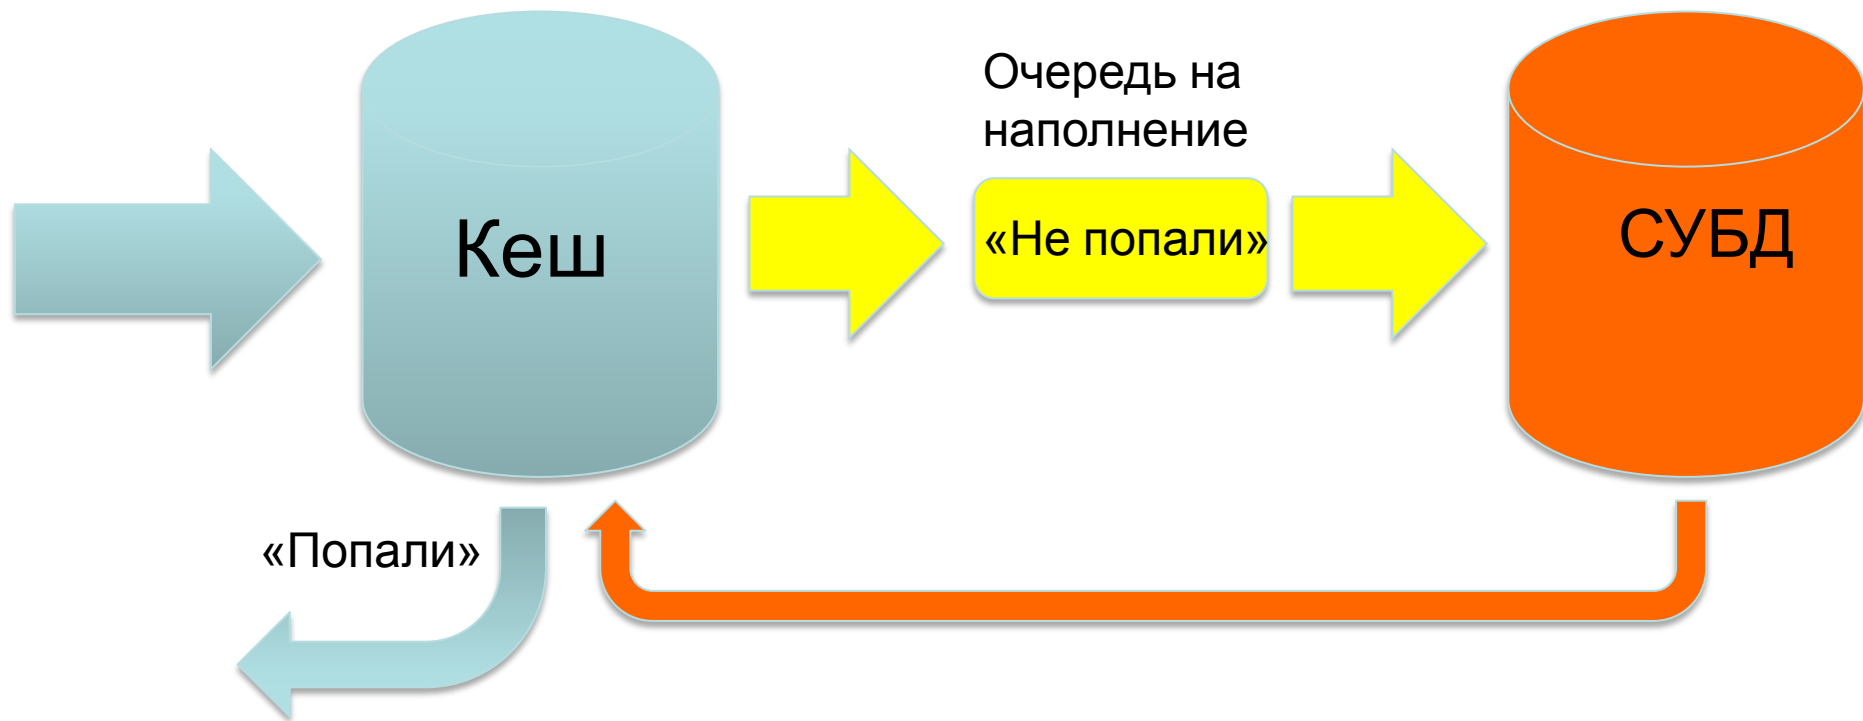 Очередь на
наполнение
Кеш
«Не попали»
СУБД
«Попали»